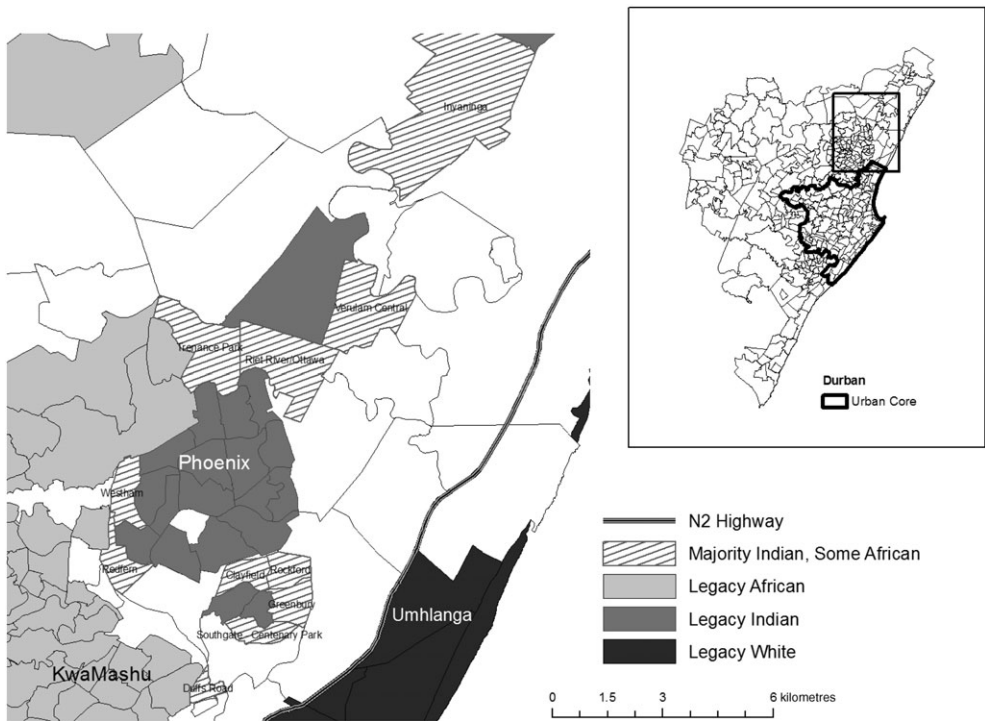 Inyaninga
Verulam Central
Trenance Park
Riet River/Ottawa
Phoenix
Westham
Redfern
Clayfield
Rockford
Greenbury
Southgate
Centenary Park
Umhlanga
KwaMashu
Duffs Road
Durban
Urban Core
N2 Highway
Majority Indian, Some African
Legacy African
Legacy Indian
Legacy White
0 1.5 3 6 kilometres